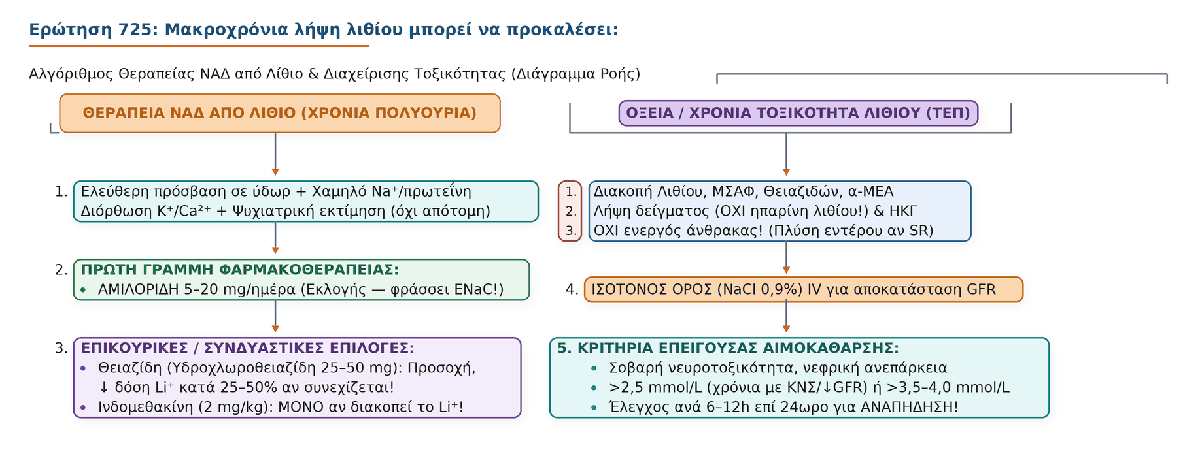 Ερώτηση 725: Μακροχρόνια λήψη λιθίου μπορεί να προκαλέσει:
Αλγόριθμος Θεραπείας ΝΑΔ από Λίθιο & Διαχείρισης Τοξικότητας (Διάγραμμα Ροής)
ΘΕΡΑΠΕΙΑ ΝΑΔ ΑΠΟ ΛΙΘΙΟ (ΧΡΟΝΙΑ ΠΟΛΥΟΥΡΙΑ)
1. Ελεύθερη πρόσβαση σε ύδωρ + Χαμηλό Na⁺/πρωτεΐνη
Διόρθωση K⁺/Ca²⁺ + Ψυχιατρική εκτίμηση (όχι απότομη)
2. ΠΡΩΤΗ ΓΡΑΜΜΗ ΦΑΡΜΑΚΟΘΕΡΑΠΕΙΑΣ:
• ΑΜΙΛΟΡΙΔΗ 5–20 mg/ημέρα (Εκλογής — φράσσει ENaC!)
3. ΕΠΙΚΟΥΡΙΚΕΣ / ΣΥΝΔΥΑΣΤΙΚΕΣ ΕΠΙΛΟΓΕΣ:
• Θειαζίδη (Υδροχλωροθειαζίδη 25–50 mg): Προσοχή,
↓ δόση Li⁺ κατά 25–50% αν συνεχίζεται!
• Ινδομεθακίνη (2 mg/kg): ΜΟΝΟ αν διακοπεί το Li⁺!
ΟΞΕΙΑ / ΧΡΟΝΙΑ ΤΟΞΙΚΟΤΗΤΑ ΛΙΘΙΟΥ (ΤΕΠ)
1. Διακοπή Λιθίου, ΜΣΑΦ, Θειαζιδών, α-ΜΕΑ
2. Λήψη δείγματος (ΟΧΙ ηπαρίνη λιθίου!) & ΗΚΓ
3. ΟΧΙ ενεργός άνθρακας! (Πλύση εντέρου αν SR)
4. ΙΣΟΤΟΝΟΣ ΟΡΟΣ (NaCl 0,9%) IV για αποκατάσταση GFR
5. ΚΡΙΤΗΡΙΑ ΕΠΕΙΓΟΥΣΑΣ ΑΙΜΟΚΑΘΑΡΣΗΣ:
• Σοβαρή νευροτοξικότητα, νεφρική ανεπάρκεια
• >2,5 mmol/L (χρόνια με ΚΝΣ/↓GFR) ή >3,5–4,0 mmol/L
• Έλεγχος ανά 6–12h επί 24ωρο για ΑΝΑΠΗΔΗΣΗ!